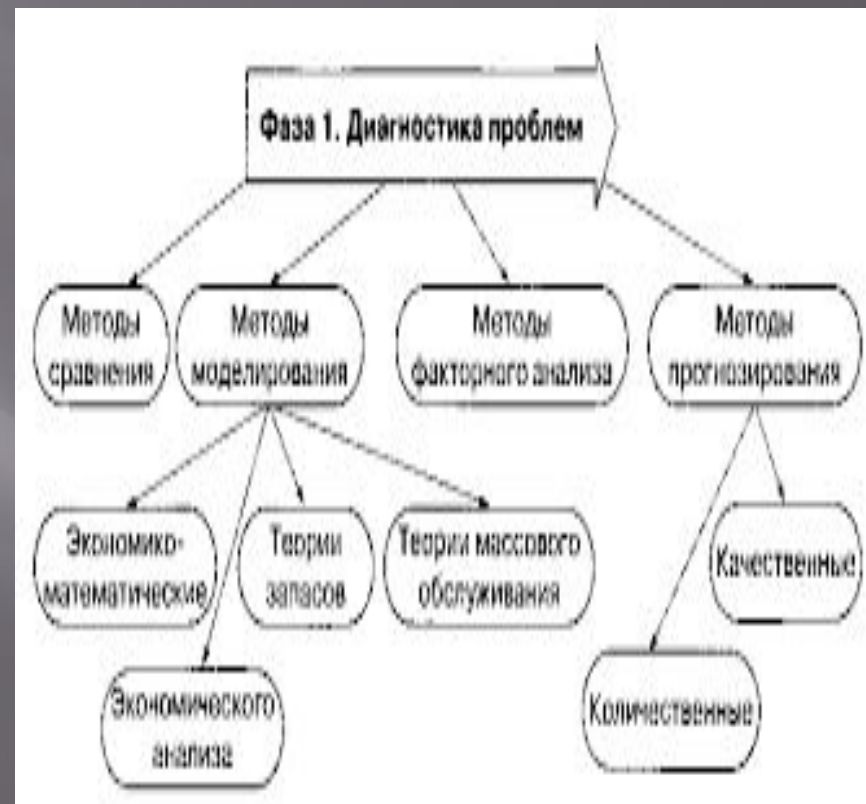 Фаза 1. Диагностика проблем
Методы
сравнения
Методы
моделирования
Методы
факторного анализа
Методы
прогнозирования
Экономико-
математические
Теории
запасов
Теории массового
обслуживания
Качественные
Экономического
анализа
Количественные